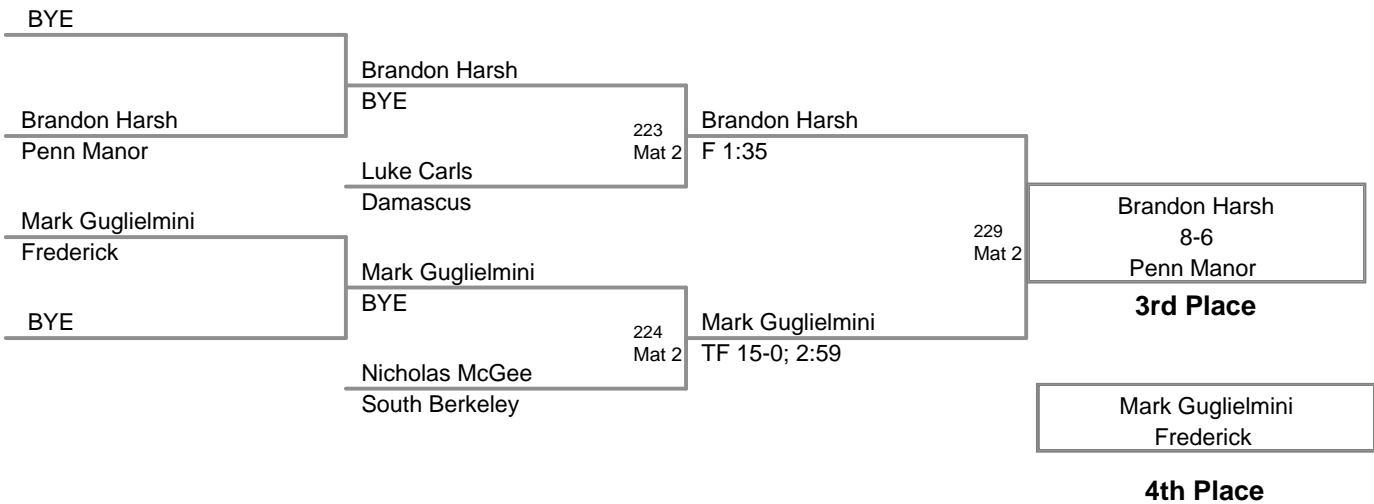 BYE
Brandon Harsh
BYE
Brandon Harsh
Penn Manor
223
Mat 2
Brandon Harsh
F 1:35
Luke Carls
Damascus
Mark Guglielmini
Frederick
229
Mat 2
Brandon Harsh
8-6
Penn Manor
3rd Place
Mark Guglielmini
BYE
BYE
224
Mat 2
Mark Guglielmini
TF 15-0; 2:59
Nicholas McGee
South Berkeley
Mark Guglielmini
Frederick
4th Place